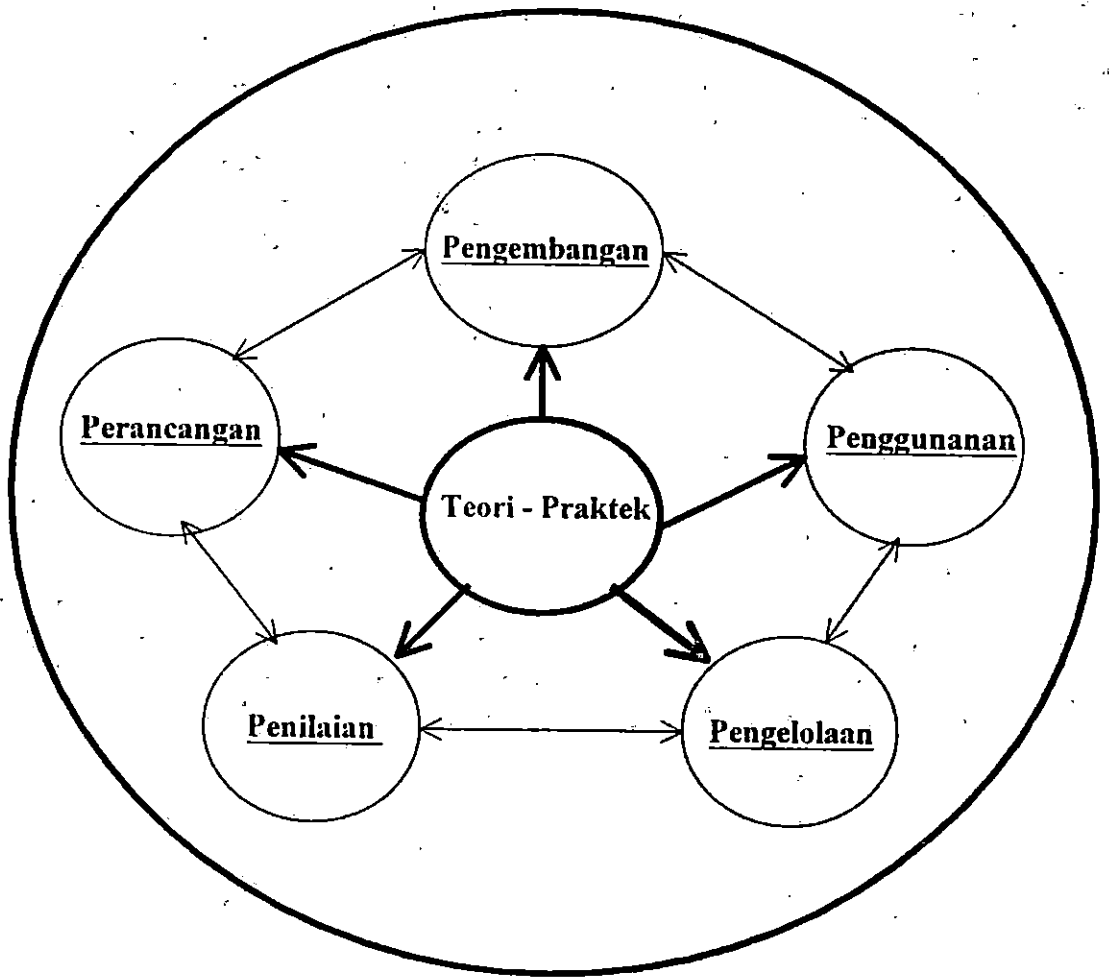 Pengembangan
Perancangan
Penggunanan
Teori - Praktek
Penilaian
Pengelolaan